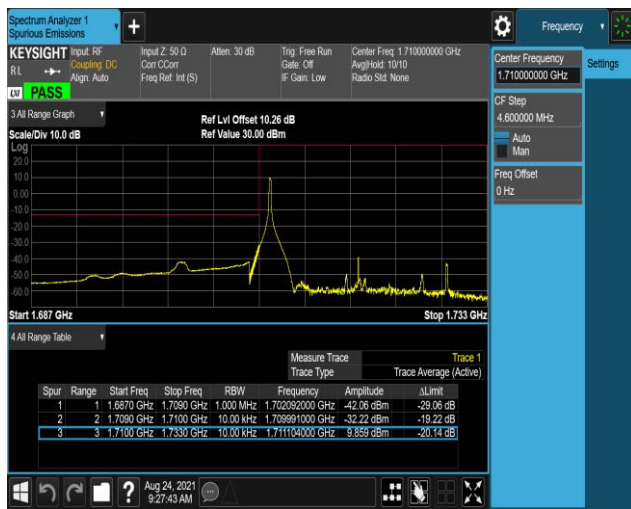 Spectrum Analyzer 1
Spurious Emissions
+
Frequency
KEYSIGHT
Input: RF
Coupling: DC
Align: Auto
Input Z: 50 Ω
Corr CCorr
Freq Ref: Int (S)
Atten: 30 dB
Trig: Free Run
Gate: Off
IF Gain: Low
Center Freq: 1.710000000 GHz
Avg|Hold: 10/10
Radio Std: None
RL
LXI
PASS
Center Frequency
1.710000000 GHz
Settings
CF Step
4.600000 MHz
Auto
Man
Freq Offset
0 Hz
3 All Range Graph
Ref Lvl Offset 10.26 dB
Scale/Div 10.0 dB
Ref Value 30.00 dBm
Log
20.0
10.0
0.00
-10.0
-20.0
-30.0
-40.0
-50.0
-60.0
Start 1.687 GHz
Stop 1.733 GHz
4 All Range Table
Measure Trace Trace 1
Trace Type Trace Average (Active)
Spur Range Start Freq Stop Freq RBW Frequency Amplitude ΔLimit
1 1 1.6870 GHz 1.7090 GHz 1.000 MHz 1.702092000 GHz -42.06 dBm -29.06 dB
2 2 1.7090 GHz 1.7100 GHz 10.00 kHz 1.709991000 GHz -32.22 dBm -19.22 dB
3 3 1.7100 GHz 1.7330 GHz 10.00 kHz 1.711104000 GHz 9.859 dBm -20.14 dB
?
Aug 24, 2021
9:27:43 AM